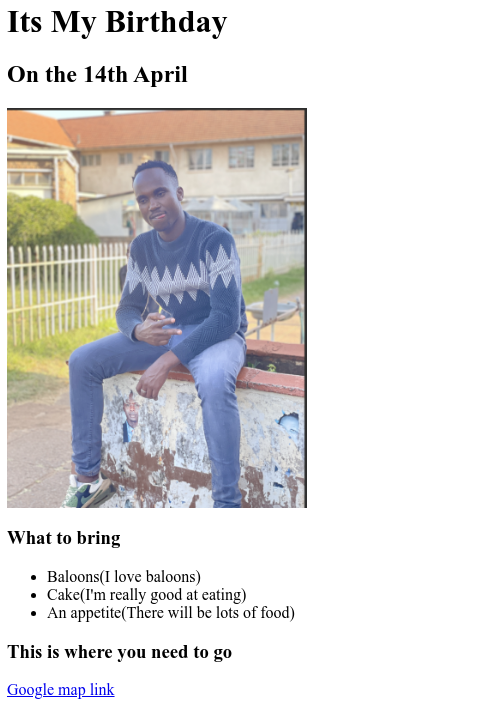 Its My Birthday
On the 14th April
What to bring
Baloons(I love baloons)
Cake(I'm really good at eating)
An appetite(There will be lots of food)
This is where you need to go
Google map link